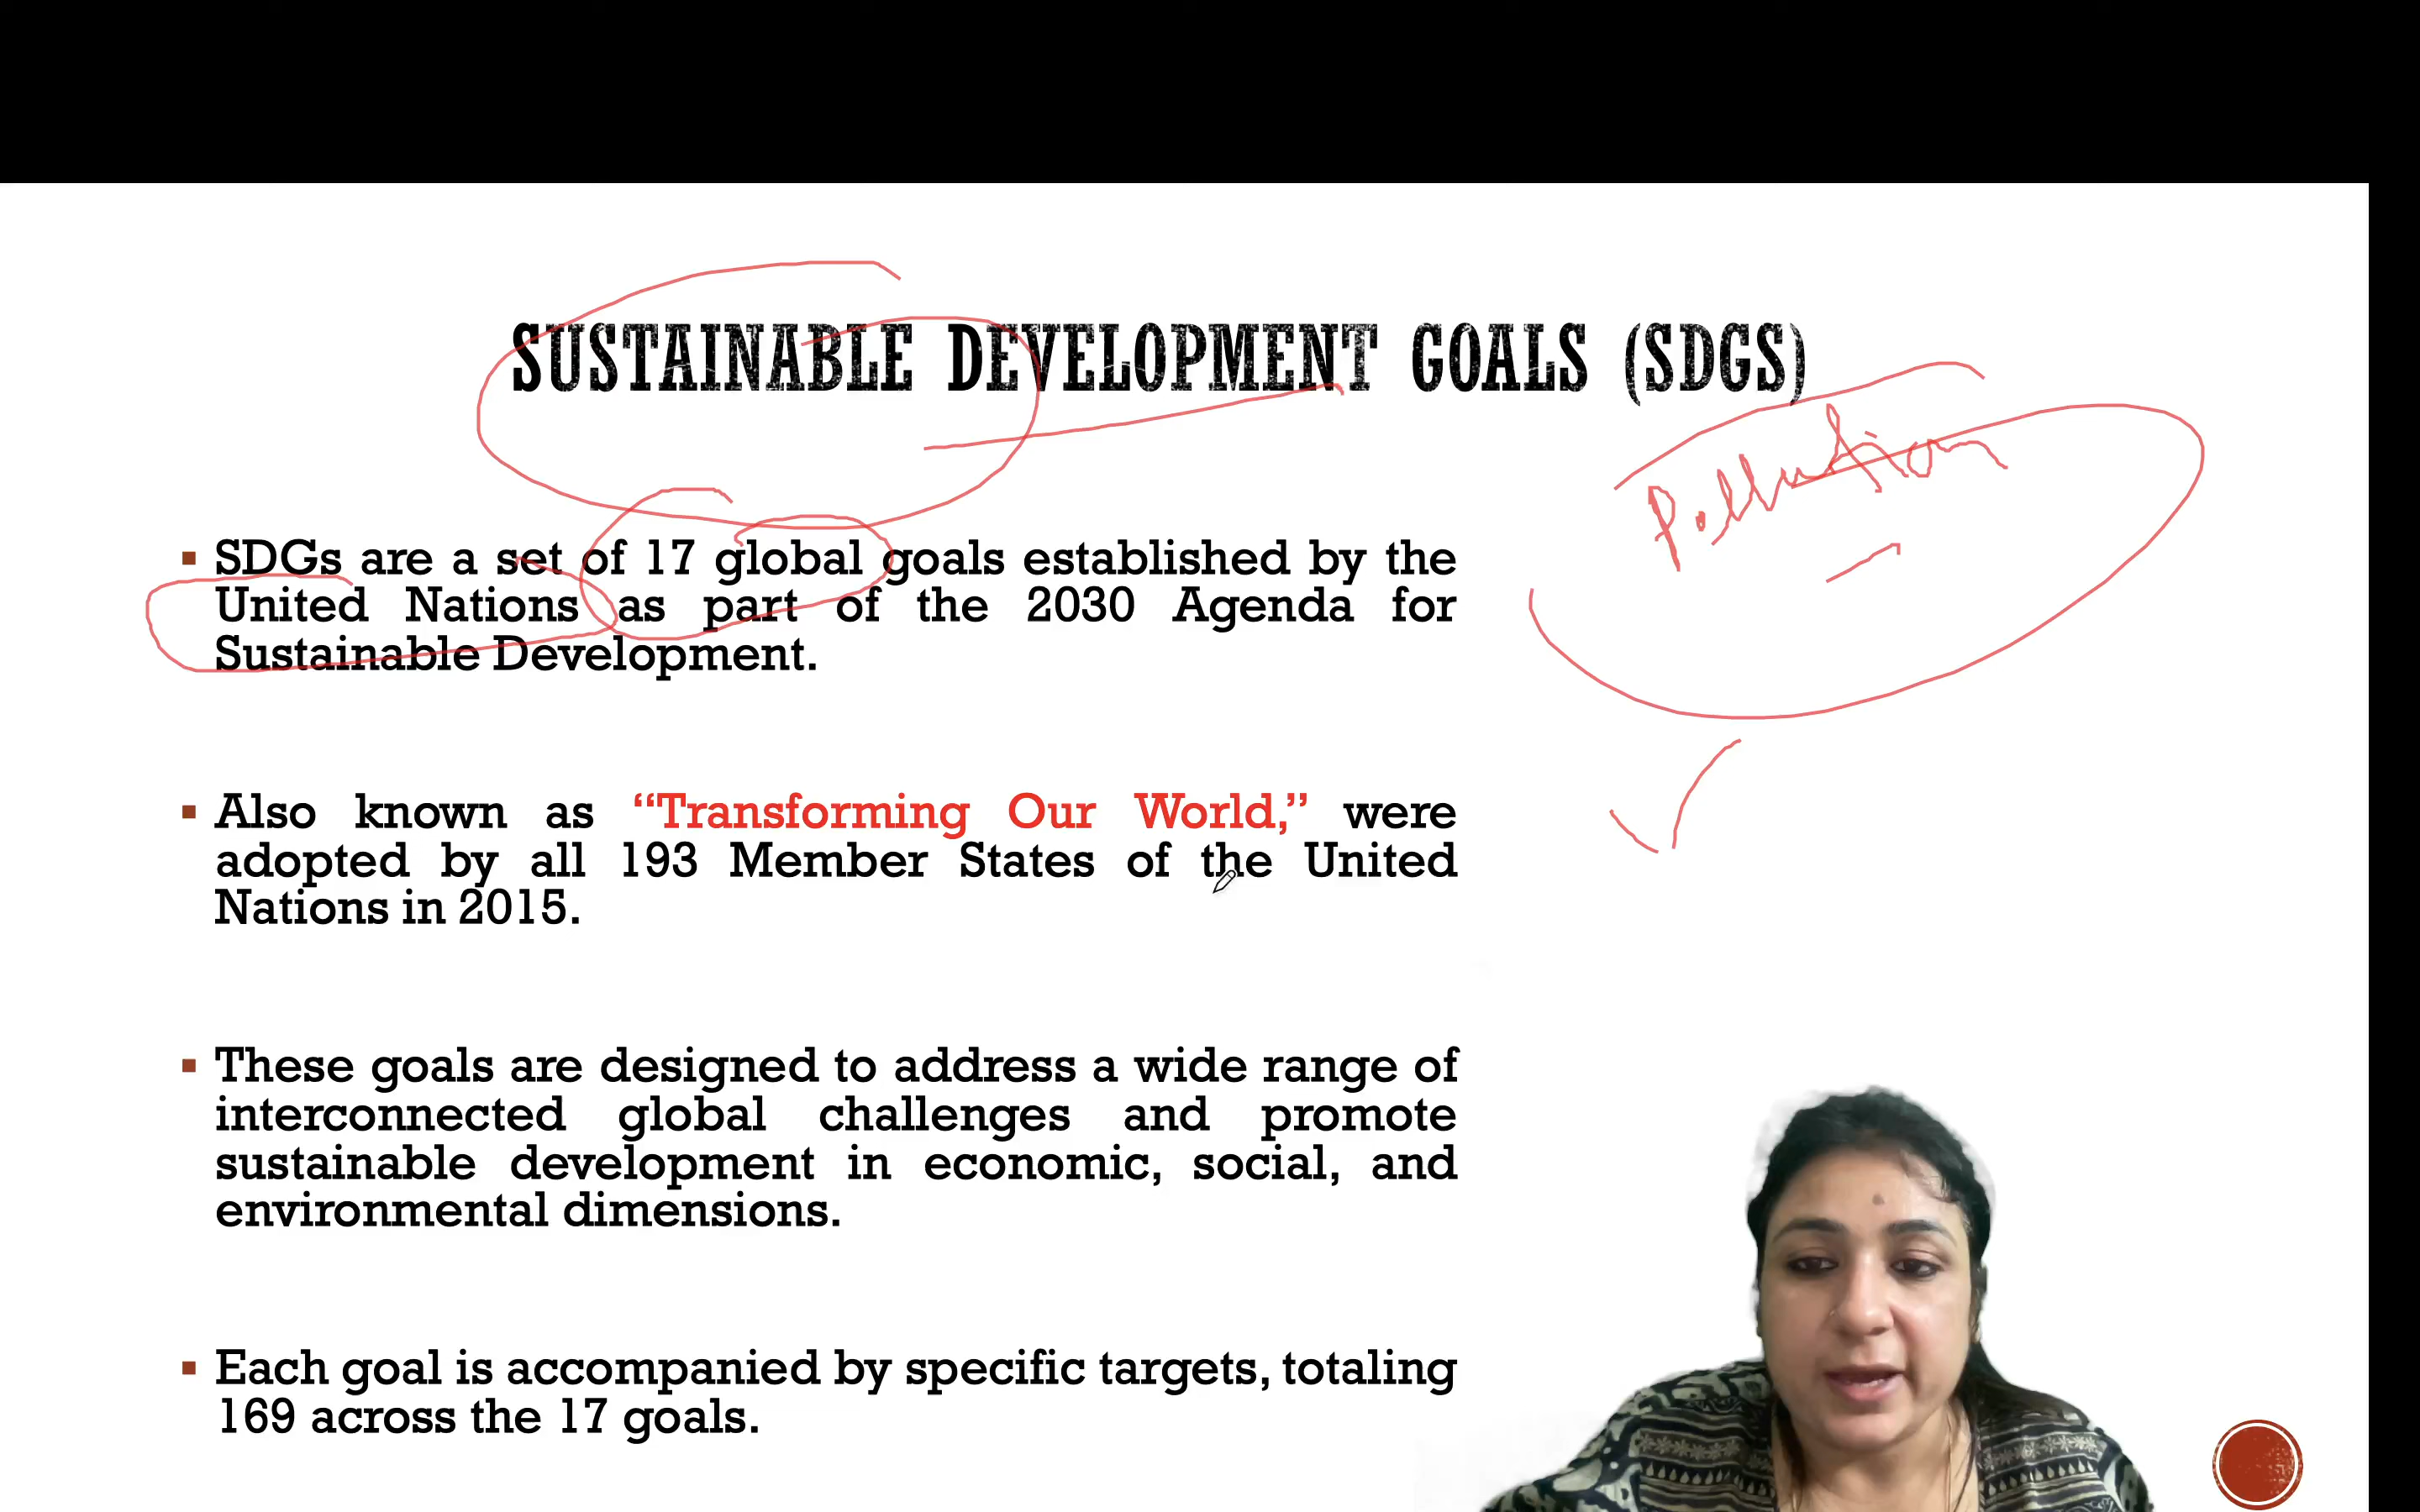 SUSTAINABLE DEVELOPMENT GOALS (SDGS)
Pollution
▪ SDGs are a set of 17 global goals established by the
United Nations as part of the 2030 Agenda for
Sustainable Development.
▪ Also known as “Transforming Our World,” were
adopted by all 193 Member States of the United
Nations in 2015.
▪ These goals are designed to address a wide range of
interconnected global challenges and promote
sustainable development in economic, social, and
environmental dimensions.
▪ Each goal is accompanied by specific targets, totaling
169 across the 17 goals.